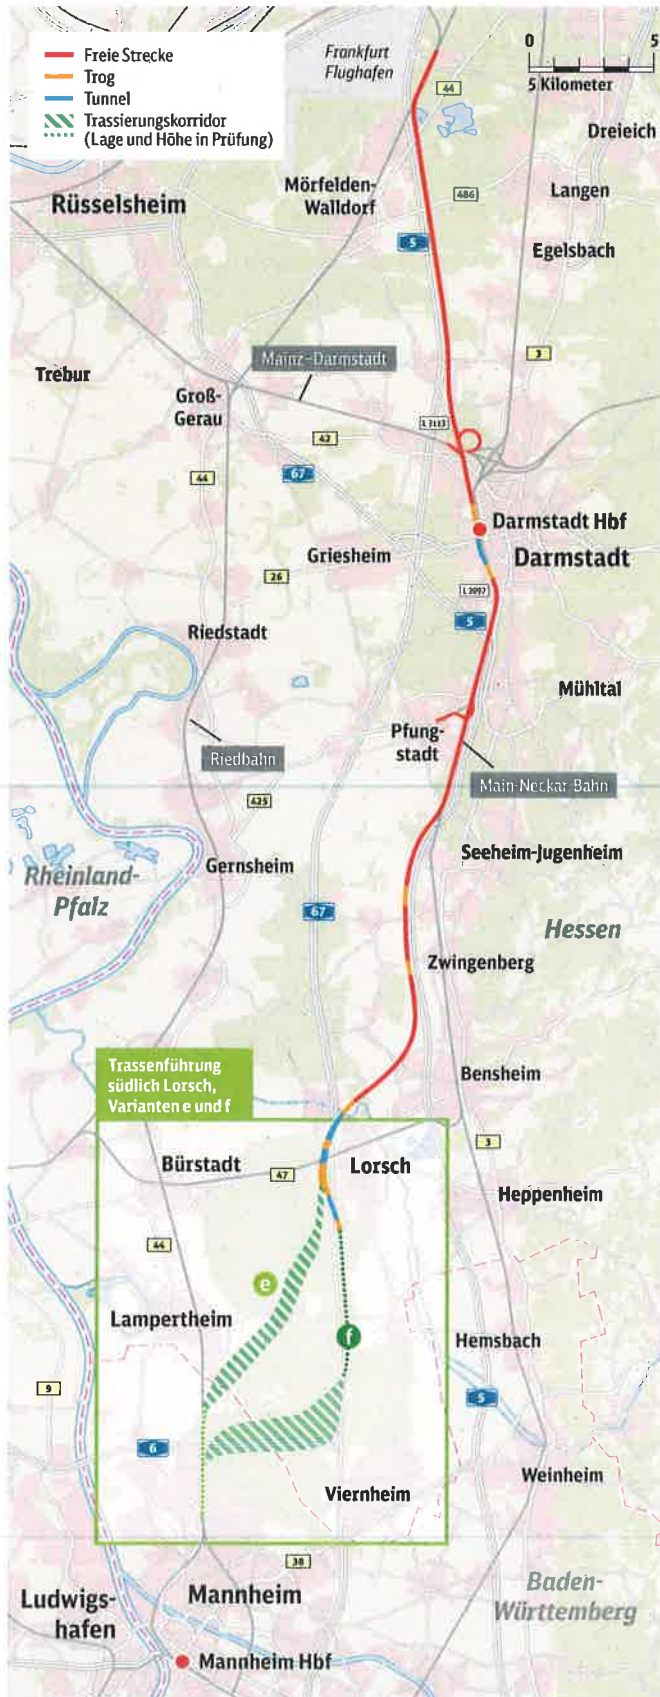 Freie Strecke
Trog
Tunnel
Trassierungskorridor
(Lage und Höhe in Prüfung)
Frankfurt
Flughafen
0 5
5 Kilometer
44
Dreieich
Mörfelden-
Walldorf
486
Langen
Rüsselsheim
5
Egelsbach
3
Mainz–Darmstadt
Trebur
Groß-
Gerau
L 3113
42
67
44
Darmstadt Hbf
Darmstadt
Griesheim
26
L 3097
5
Riedstadt
Mühltal
Pfung-
stadt
Riedbahn
Main-Neckar-Bahn
425
Seeheim-Jugenheim
Gernsheim
Rheinland-
Pfalz
67
Hessen
Zwingenberg
Trassenführung
südlich Lorsch,
Varianten e und f
Bensheim
3
Bürstadt
47
Lorsch
Heppenheim
44
e
Lampertheim
f
Hemsbach
9
5
6
Weinheim
Viernheim
38
Baden-
Württemberg
Ludwigs-
hafen
Mannheim
Mannheim Hbf